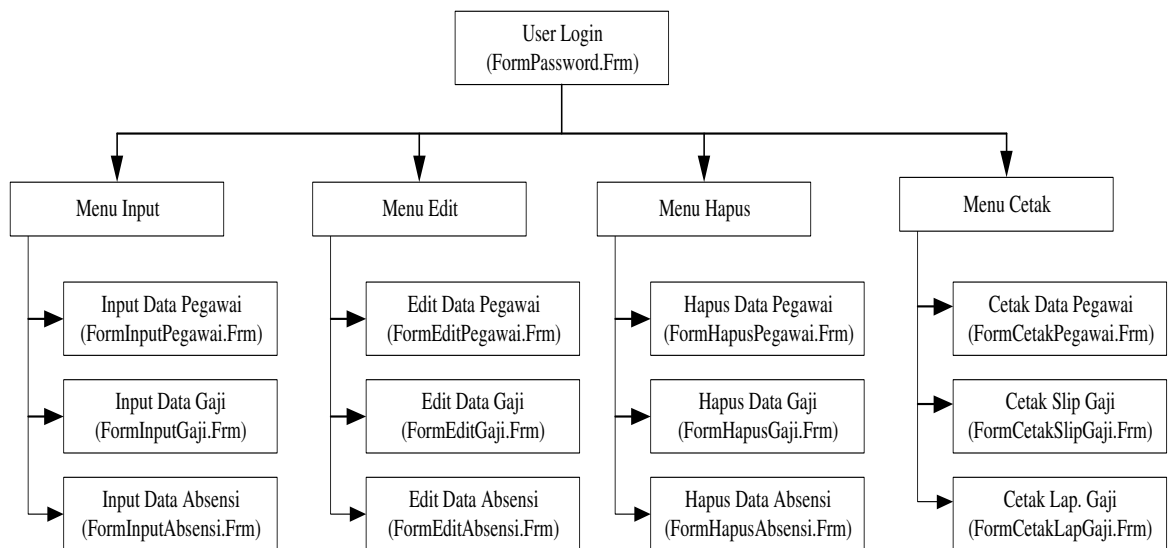 User Login
(FormPassword.Frm)
Menu Input
Menu Edit
Menu Hapus
Menu Cetak
Input Data Pegawai
(FormInputPegawai.Frm)
Edit Data Pegawai
(FormEditPegawai.Frm)
Hapus Data Pegawai
(FormHapusPegawai.Frm)
Cetak Data Pegawai
(FormCetakPegawai.Frm)
Input Data Gaji
(FormInputGaji.Frm)
Edit Data Gaji
(FormEditGaji.Frm)
Hapus Data Gaji
(FormHapusGaji.Frm)
Cetak Slip Gaji
(FormCetakSlipGaji.Frm)
Input Data Absensi
(FormInputAbsensi.Frm)
Edit Data Absensi
(FormEditAbsensi.Frm)
Hapus Data Absensi
(FormHapusAbsensi.Frm)
Cetak Lap. Gaji
(FormCetakLapGaji.Frm)